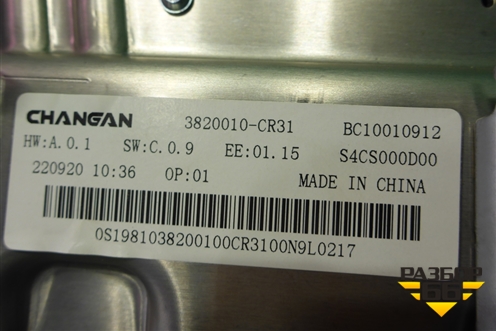 CHANGAN 3820010-CR31 BC10010912
HW:A.0.1 SW:C.0.9 EE:01.15 S4CS000D00
220920 10:36 OP:01 MADE IN CHINA
0S1981038200100CR3100N9L0217
РАЗБОР
66